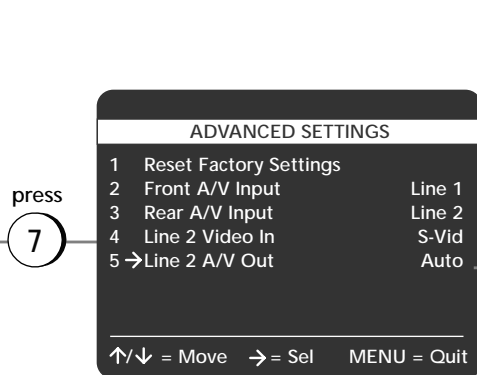 ADVANCED SETTINGS
1 Reset Factory Settings
2 Front A/V Input Line 1
3 Rear A/V Input Line 2
4 Line 2 Video In S-Vid
5 →Line 2 A/V Out Auto
↑/↓ = Move → = Sel MENU = Quit
press
7